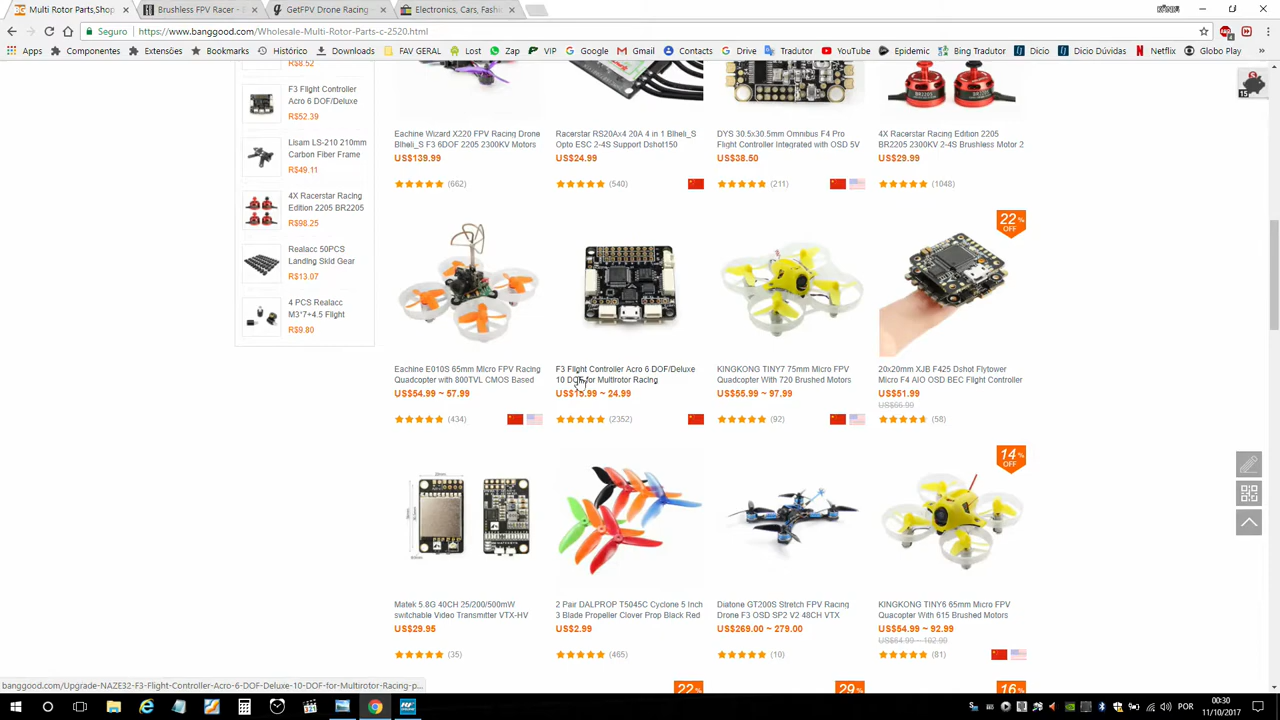 Multi Rotor Parts,Shop
Brushless FPV Racer -
GetFPV Drone Racing
Electronics, Cars, Fashi
Seguro
https://www.banggood.com/Wholesale-Multi-Rotor-Parts-c-2520.html
Apps
Componentes
Extensões
Bookmarks
Histórico
Downloads
FAV GERAL
Lost
Zap
VIP
Google
Gmail
Contacts
Drive
Tradutor
YouTube
Epidemic
Bing Tradutor
Dicio
Dicio Dúvidas
Netflix
Globo Play
R$8.52
F3 Flight Controller
Acro 6 DOF/Deluxe
R$52.39
Lisam LS-210 210mm
Carbon Fiber Frame
R$49.11
4X Racerstar Racing
Edition 2205 BR2205
R$98.25
Realacc 50PCS
Landing Skid Gear
R$13.07
4 PCS Realacc
M3*7+4.5 Flight
R$9.80
Eachine Wizard X220 FPV Racing Drone
Blheli_S F3 6DOF 2205 2300KV Motors
US$139.99
(662)
Racerstar RS20Ax4 20A 4 in 1 Blheli_S
Opto ESC 2-4S Support Dshot150
US$24.99
(540)
DYS 30.5x30.5mm Omnibus F4 Pro
Flight Controller Integrated with OSD 5V
US$38.50
(211)
BR2205
BR2205
4X Racerstar Racing Edition 2205
BR2205 2300KV 2-4S Brushless Motor 2
US$29.99
(1048)
15
Eachine E010S 65mm Micro FPV Racing
Quadcopter with 800TVL CMOS Based
US$54.99 ~ 57.99
(434)
F3 Flight Controller Acro 6 DOF/Deluxe
10 DOF for Multirotor Racing
US$15.99 ~ 24.99
(2352)
KINGKONG TINY7 75mm Micro FPV
Quadcopter With 720 Brushed Motors
US$55.99 ~ 97.99
(92)
22%
OFF
20x20mm XJB F425 Dshot Flytower
Micro F4 AIO OSD BEC Flight Controller
US$51.99
US$66.99
(58)
Matek 5.8G 40CH 25/200/500mW
switchable Video Transmitter VTX-HV
US$29.95
(35)
2 Pair DALPROP T5045C Cyclone 5 Inch
3 Blade Propeller Clover Prop Black Red
US$2.99
(465)
Diatone GT200S Stretch FPV Racing
Drone F3 OSD SP2 V2 48CH VTX
US$269.00 ~ 279.00
(10)
14%
OFF
KINGKONG TINY6 65mm Micro FPV
Quacopter With 615 Brushed Motors
US$54.99 ~ 92.99
US$64.99 ~ 102.90
(81)
22%
29%
16%
banggood.com/Upgrade-NAZE32-F3-Flight-Controller-Acro-6-DOF-Deluxe-10-DOF-for-Multirotor-Racing-p...
POR
00:30
11/10/2017